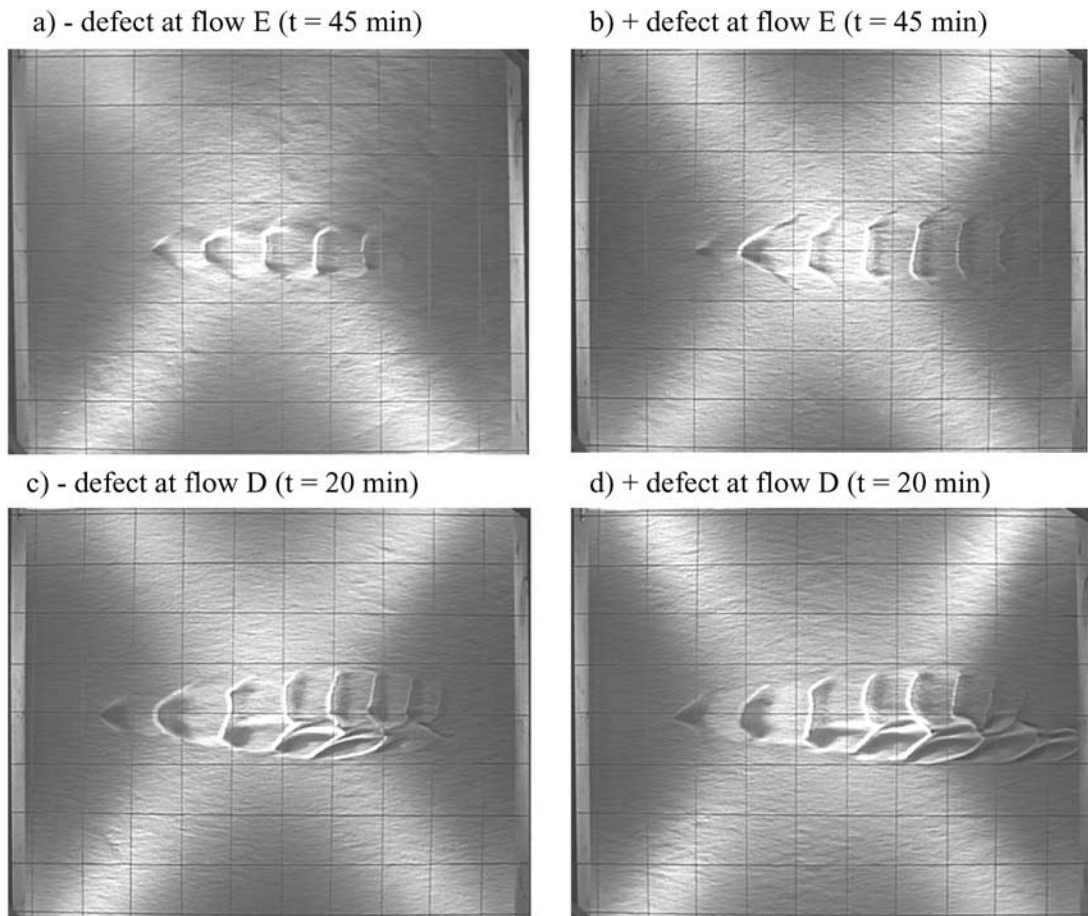 a) - defect at flow E (t = 45 min)
b) + defect at flow E (t = 45 min)
c) - defect at flow D (t = 20 min)
d) + defect at flow D (t = 20 min)